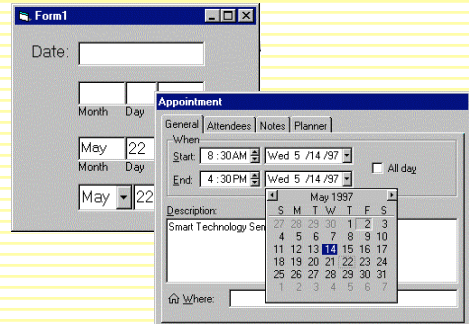 Form1
Date:
Month Day
May 22
Month Day
May 22
Appointment
General Attendees Notes Planner
When
Start: 8:30AM Wed 5 /14 /97
All day
End: 4:30PM Wed 5 /14 /97
May 1997
S M T W T F S
27 28 29 30 1 2 3
4 5 6 7 8 9 10
11 12 13 14 15 16 17
18 19 20 21 22 23 24
25 26 27 28 29 30 31
1 2 3 4 5 6 7
Description:
Smart Technology Sen
Where: